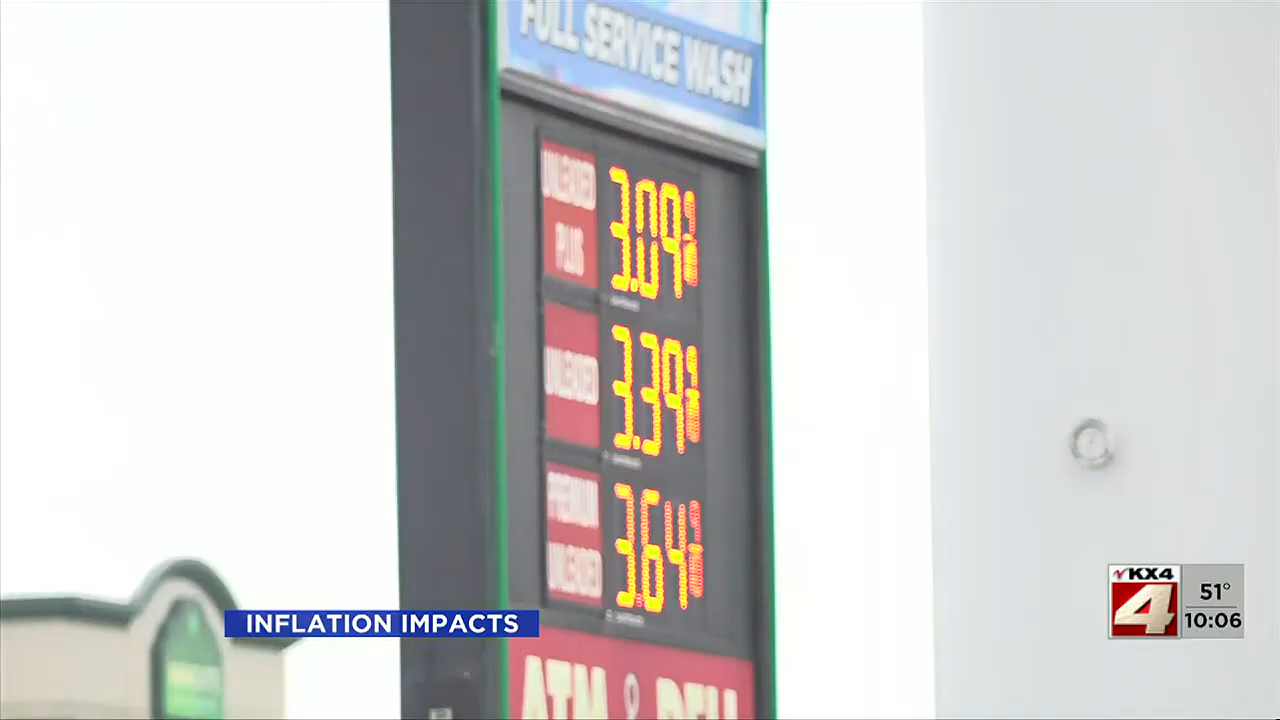 FULL SERVICE WASH
UNLEADED
PLUS
3.09
UNLEADED
3.39
PREMIUM
UNLEADED
3.64
INFLATION IMPACTS
KX4
4
51°
10:06
ATM & DELI